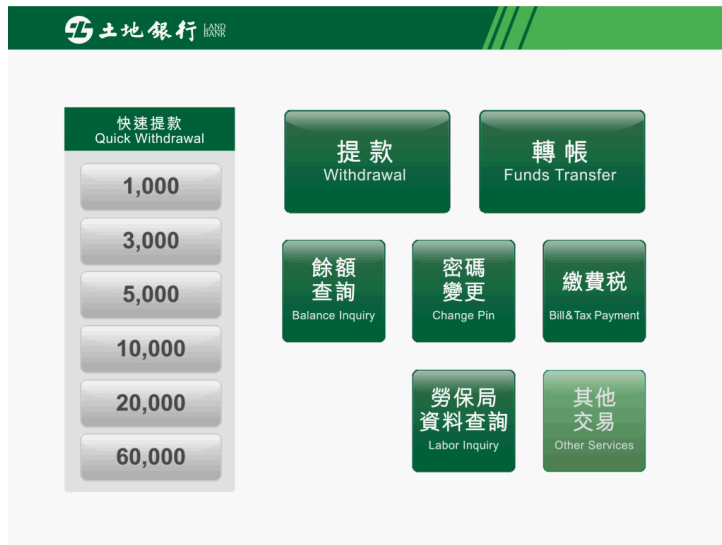 土地銀行 LAND BANK
快速提款
Quick Withdrawal
1,000
3,000
5,000
10,000
20,000
60,000
提款
Withdrawal
轉帳
Funds Transfer
餘額
查詢
Balance Inquiry
密碼
變更
Change Pin
繳費税
Bill&Tax Payment
勞保局
資料查詢
Labor Inquiry
其他
交易
Other Services